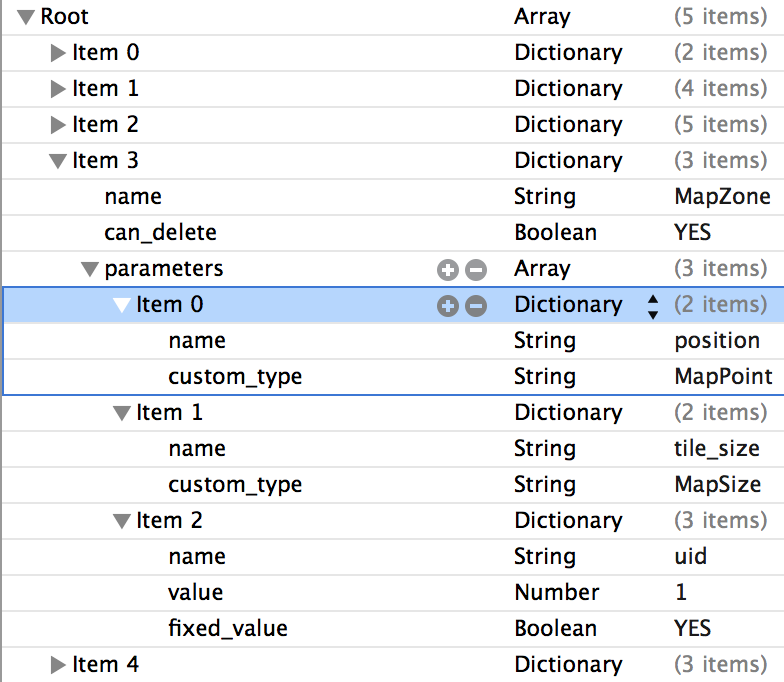 Root Array (5 items)
Item 0 Dictionary (2 items)
Item 1 Dictionary (4 items)
Item 2 Dictionary (5 items)
Item 3 Dictionary (3 items)
name String MapZone
can_delete Boolean YES
parameters Array (3 items)
Item 0 Dictionary (2 items)
name String position
custom_type String MapPoint
Item 1 Dictionary (2 items)
name String tile_size
custom_type String MapSize
Item 2 Dictionary (3 items)
name String uid
value Number 1
fixed_value Boolean YES
Item 4 Dictionary (3 items)